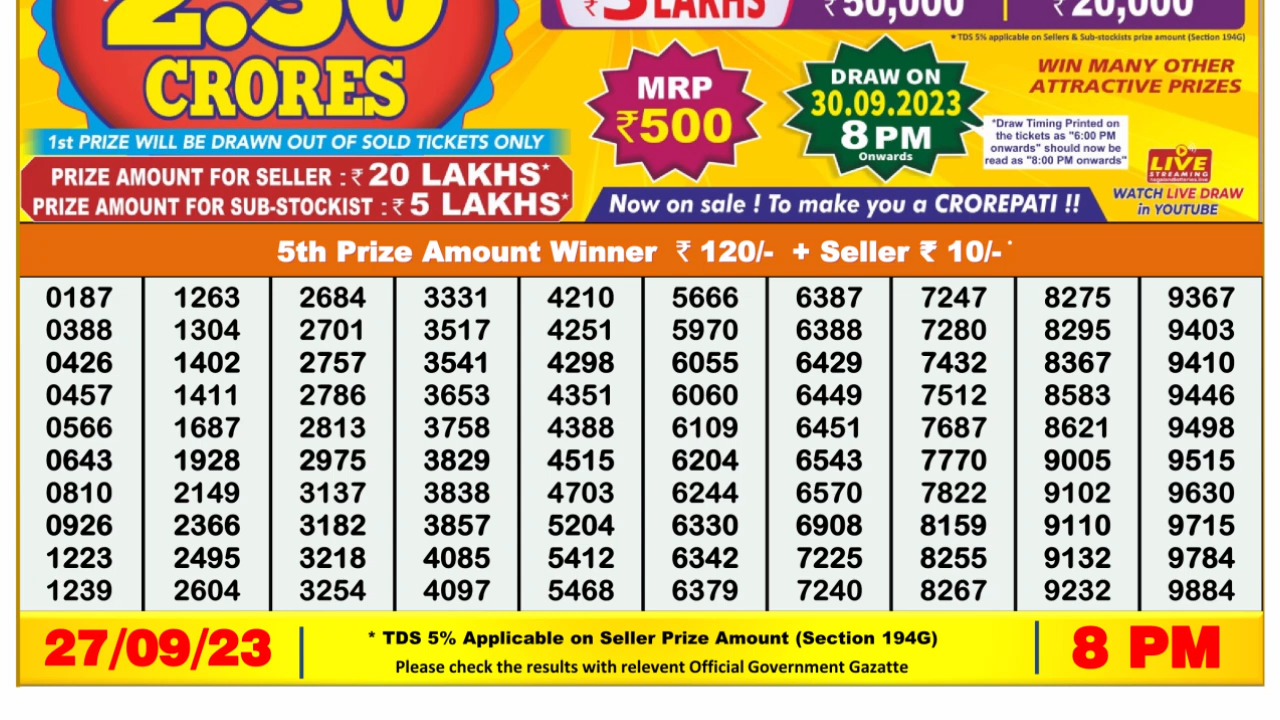 2.50
CRORES
1st PRIZE WILL BE DRAWN OUT OF SOLD TICKETS ONLY
PRIZE AMOUNT FOR SELLER : ₹ 20 LAKHS*
PRIZE AMOUNT FOR SUB-STOCKIST : ₹ 5 LAKHS*
LAKHS
₹50,000
₹20,000
*TDS 5% applicable on Sellers & Sub-stockists prize amount (Section 194G)
MRP
₹500
DRAW ON
30.09.2023
8 PM
Onwards
WIN MANY OTHER
ATTRACTIVE PRIZES
"Draw Timing Printed on
the tickets as "6:00 PM
onwards" should now be
read as "8:00 PM onwards"
LIVE
STREAMING
WATCH LIVE DRAW
in YOUTUBE
Now on sale ! To make you a CROREPATI !!
5th Prize Amount Winner ₹ 120/- + Seller ₹ 10/- *
0187 1263 2684 3331 4210 5666 6387 7247 8275 9367
0388 1304 2701 3517 4251 5970 6388 7280 8295 9403
0426 1402 2757 3541 4298 6055 6429 7432 8367 9410
0457 1411 2786 3653 4351 6060 6449 7512 8583 9446
0566 1687 2813 3758 4388 6109 6451 7687 8621 9498
0643 1928 2975 3829 4515 6204 6543 7770 9005 9515
0810 2149 3137 3838 4703 6244 6570 7822 9102 9630
0926 2366 3182 3857 5204 6330 6908 8159 9110 9715
1223 2495 3218 4085 5412 6342 7225 8255 9132 9784
1239 2604 3254 4097 5468 6379 7240 8267 9232 9884
27/09/23
* TDS 5% Applicable on Seller Prize Amount (Section 194G)
Please check the results with relevent Official Government Gazatte
8 PM